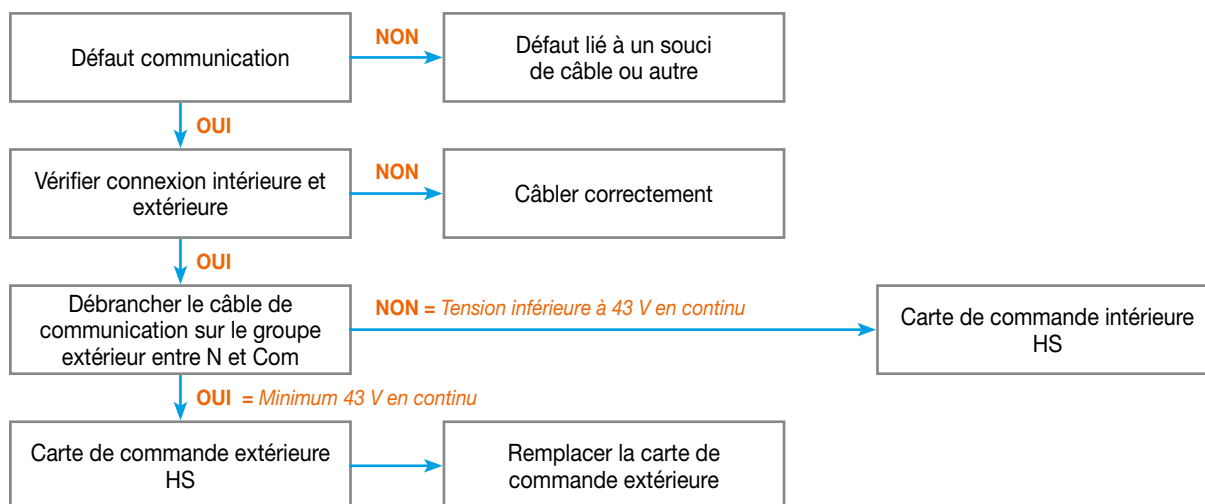 Défaut communication
NON
Défaut lié à un souci
de câble ou autre
OUI
Vérifier connexion intérieure et
extérieure
NON
Câbler correctement
OUI
Débrancher le câble de
communication sur le groupe
extérieur entre N et Com
NON = Tension inférieure à 43 V en continu
Carte de commande intérieure
HS
OUI = Minimum 43 V en continu
Carte de commande extérieure
HS
Remplacer la carte de
commande extérieure